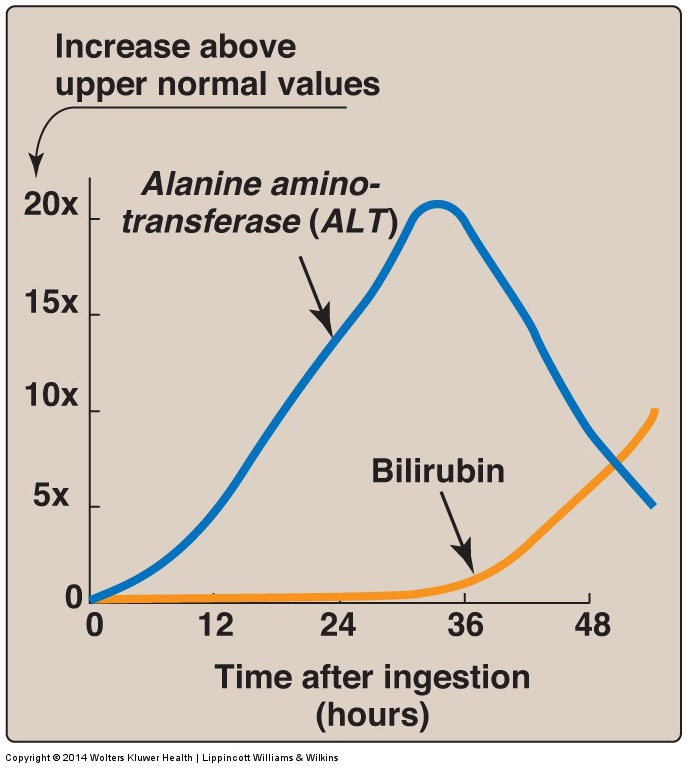 Increase above
upper normal values
Alanine amino-
transferase (ALT)
20x
15x
10x
5x
0
Bilirubin
0 12 24 36 48
Time after ingestion
(hours)
Copyright © 2014 Wolters Kluwer Health | Lippincott Williams & Wilkins